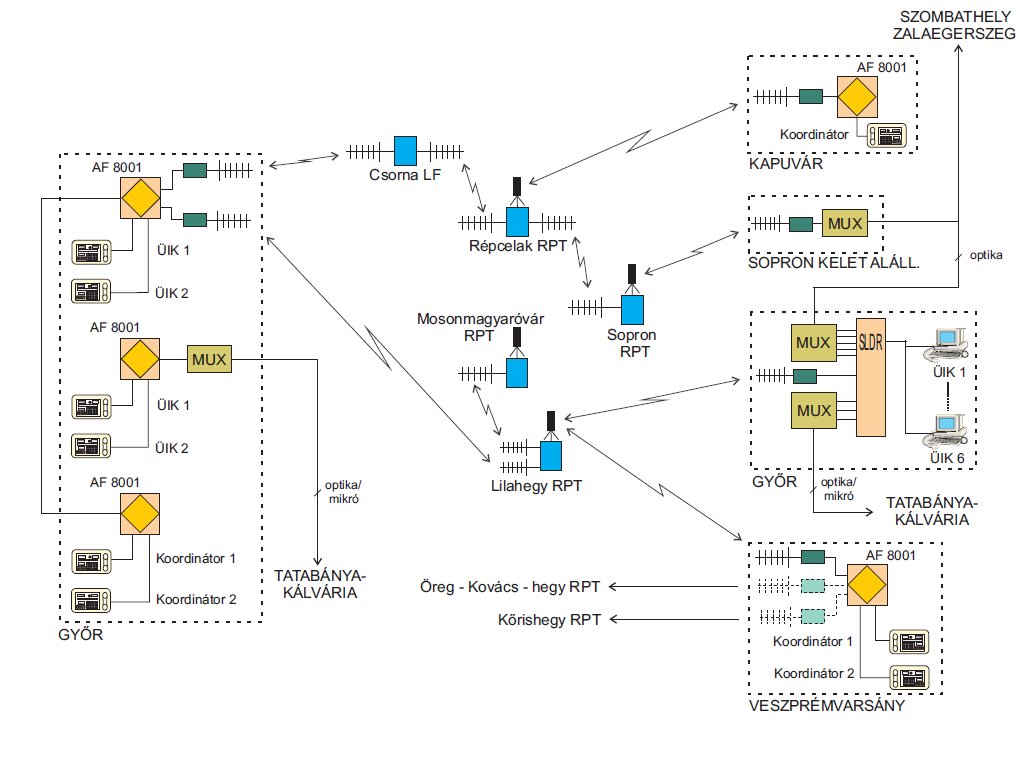 SZOMBATHELY
ZALAEGERSZEG
AF 8001
Koordinátor
KAPUVÁR
AF 8001
ÜIK 1
ÜIK 2
AF 8001
MUX
ÜIK 1
ÜIK 2
AF 8001
Koordinátor 1
Koordinátor 2
GYŐR
optika/
mikró
TATABÁNYA-
KÁLVÁRIA
Csorna LF
Répcelak RPT
Sopron
RPT
Mosonmagyaróvár
RPT
Lilahegy RPT
MUX
SOPRON KELET ALÁLL.
optika
MUX
SLDR
MUX
ÜIK 1
ÜIK 6
GYŐR
optika/
mikró
TATABÁNYA-
KÁLVÁRIA
Öreg - Kovács - hegy RPT
Kőrishegy RPT
AF 8001
Koordinátor 1
Koordinátor 2
VESZPRÉMVARSÁNY